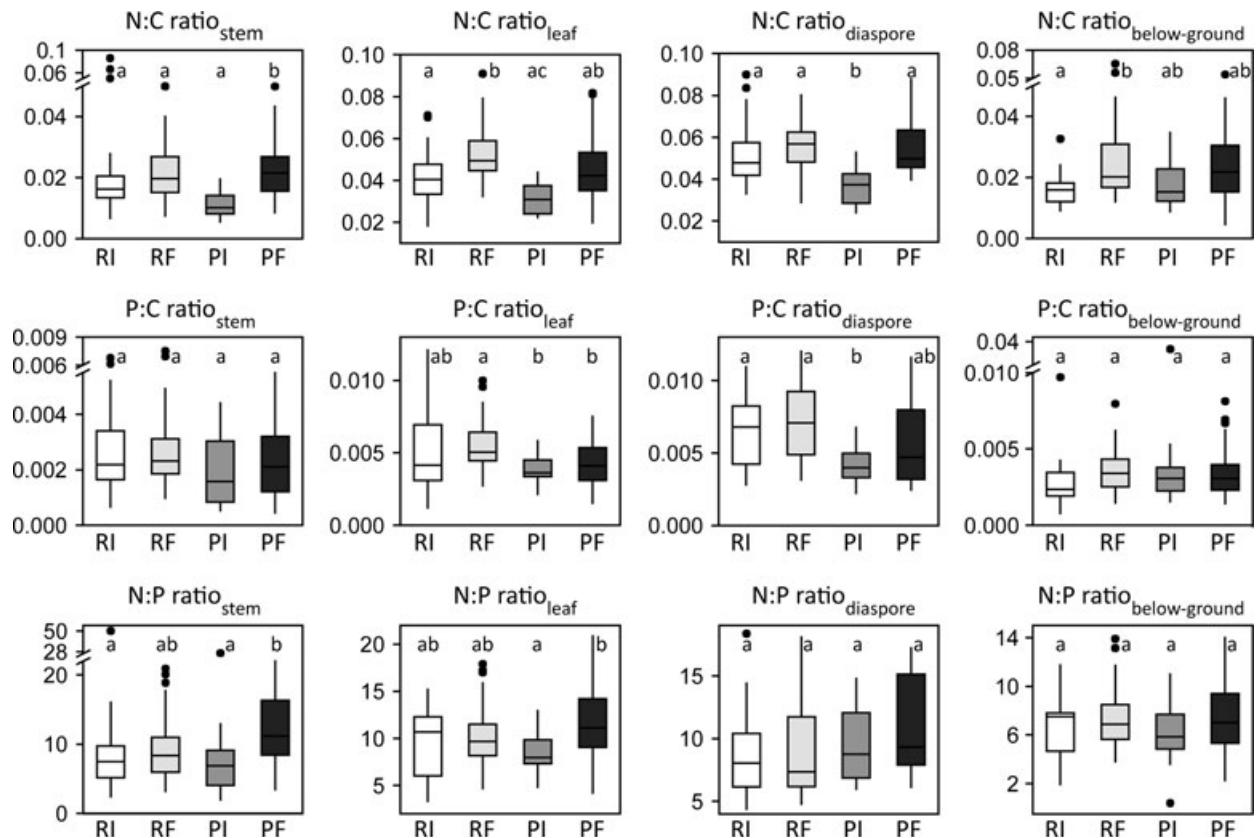 N:C ratio stem N:C ratio leaf N:C ratio diaspore N:C ratio below-ground
0.1 0.10 0.10 0.08
0.06 a a a b a b ac ab a a b a 0.05 a b ab ab
0.08 0.08
0.04 0.04
0.06 0.06
0.02 0.04 0.04 0.02
0.00 0.02 0.02 0.00
RI RF PI PF RI RF PI PF RI RF PI PF RI RF PI PF
P:C ratio stem P:C ratio leaf P:C ratio diaspore P:C ratio below-ground
0.009 0.04
0.006 a a a a ab a b b a a b ab a a a a
0.010 0.010 0.010
0.004
0.005 0.005 0.005
0.002
0.000 0.000 0.000 0.000
RI RF PI PF RI RF PI PF RI RF PI PF RI RF PI PF
N:P ratio stem N:P ratio leaf N:P ratio diaspore N:P ratio below-ground
50 20 14
28 a ab a b ab ab a b a a a a a a a a
20 15 15 10
10 10 10 6
0 5 5 2
RI RF PI PF RI RF PI PF RI RF PI PF RI RF PI PF